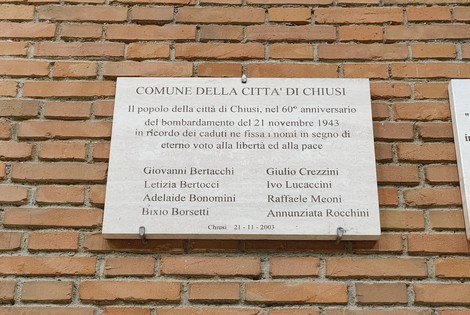 COMUNE DELLA CITTA' DI CHIUSI
Il popolo della città di Chiusi, nel 60° anniversario
del bombardamento del 21 novembre 1943
in ricordo dei caduti ne fissa i nomi in segno di
eterno voto alla libertà ed alla pace
Giovanni Bertacchi
Letizia Bertocci
Adelaide Bonomini
Bixio Borsetti
Giulio Crezzini
Ivo Lucaccini
Raffaele Meoni
Annunziata Rocchini
Chiusi 21-11-2003